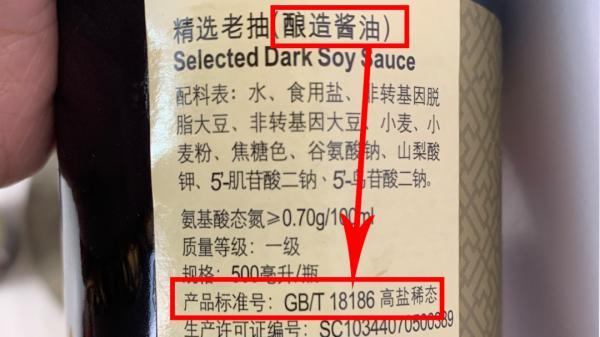 精选老抽(酿造酱油)
Selected Dark Soy Sauce
配料表：水、食用盐、非转基因脱
脂大豆、非转基因大豆、小麦、小
麦粉、焦糖色、谷氨酸钠、山梨酸
钾、5'-肌苷酸二钠、5'-鸟苷酸二钠。
氨基酸态氮≥0.70g/100ml
质量等级：一级
规格：500毫升/瓶
产品标准号：GB/T 18186 高盐稀态
生产许可证编号：SC10344070500389